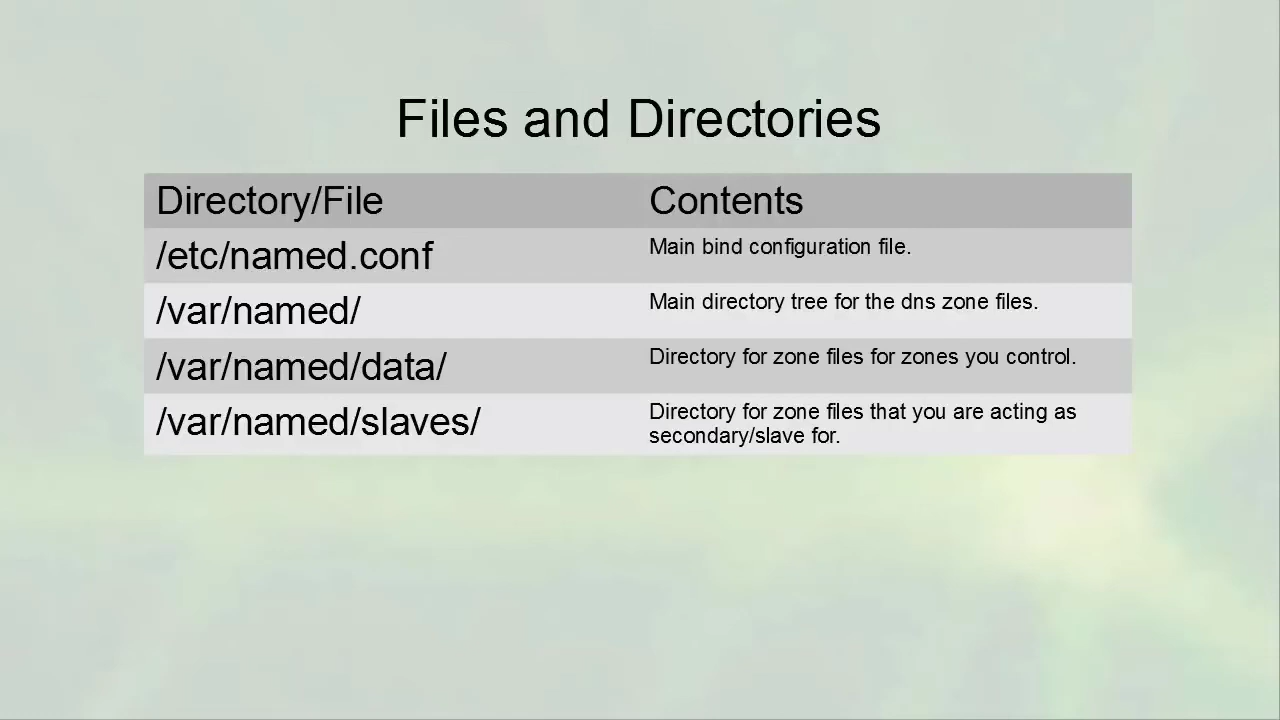 Files and Directories
Directory/File Contents
/etc/named.conf Main bind configuration file.
/var/named/ Main directory tree for the dns zone files.
/var/named/data/ Directory for zone files for zones you control.
/var/named/slaves/ Directory for zone files that you are acting as
secondary/slave for.